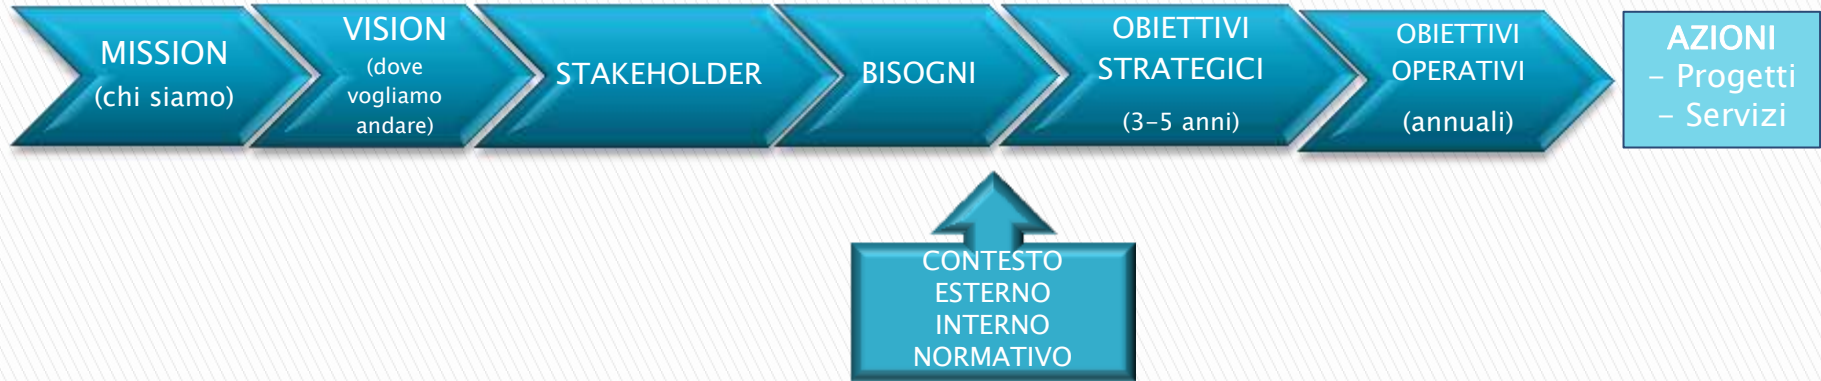 MISSION
(chi siamo)
VISION
(dove
vogliamo
andare)
STAKEHOLDER
BISOGNI
OBIETTIVI
STRATEGICI
(3-5 anni)
OBIETTIVI
OPERATIVI
(annuali)
AZIONI
- Progetti
- Servizi
CONTESTO
ESTERNO
INTERNO
NORMATIVO